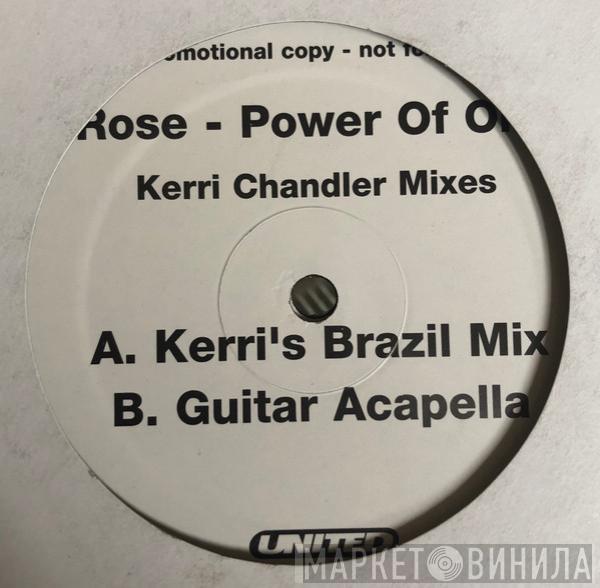 omotional copy - not fo
Rose - Power Of O
Kerri Chandler Mixes
A. Kerri's Brazil Mix
B. Guitar Acapella
UNITED
МАРКЕТ ВИНИЛА